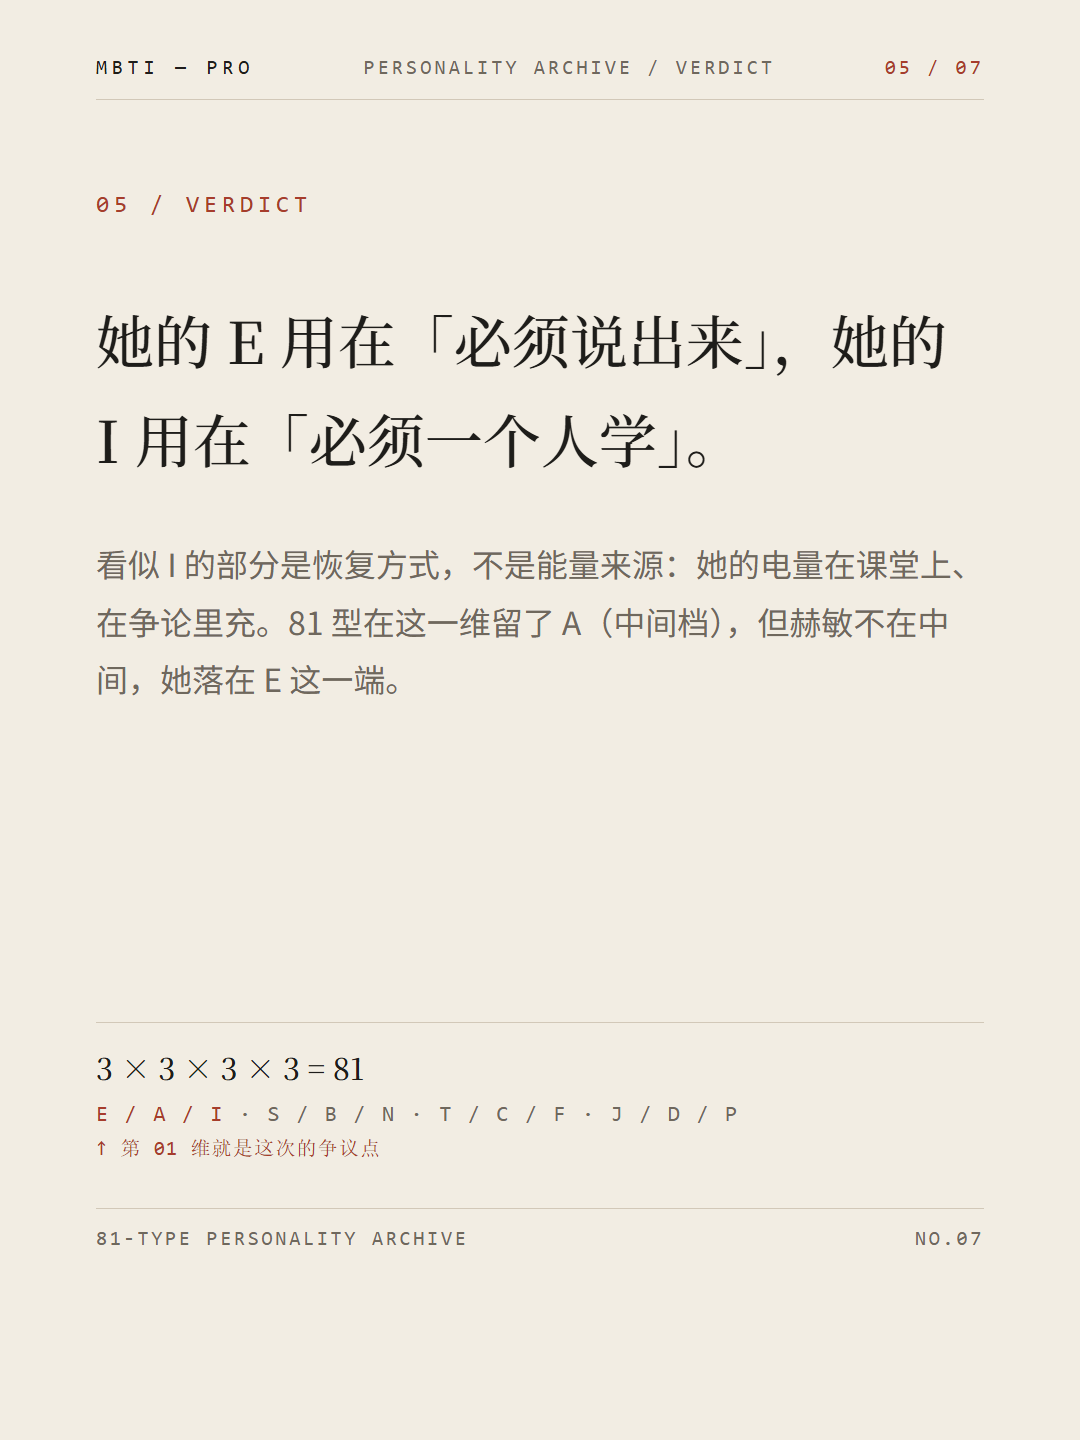 MBTI — PRO
PERSONALITY ARCHIVE / VERDICT
05 / 07
05 / VERDICT
她的 E 用在「必须说出来」，她的
I 用在「必须一个人学」。
看似 I 的部分是恢复方式，不是能量来源：她的电量在课堂上、
在争论里充。81 型在这一维留了 A（中间档），但赫敏不在中
间，她落在 E 这一端。
3 × 3 × 3 × 3 = 81
E / A / I · S / B / N · T / C / F · J / D / P
↑ 第 01 维就是这次的争议点
81-TYPE PERSONALITY ARCHIVE
NO.07